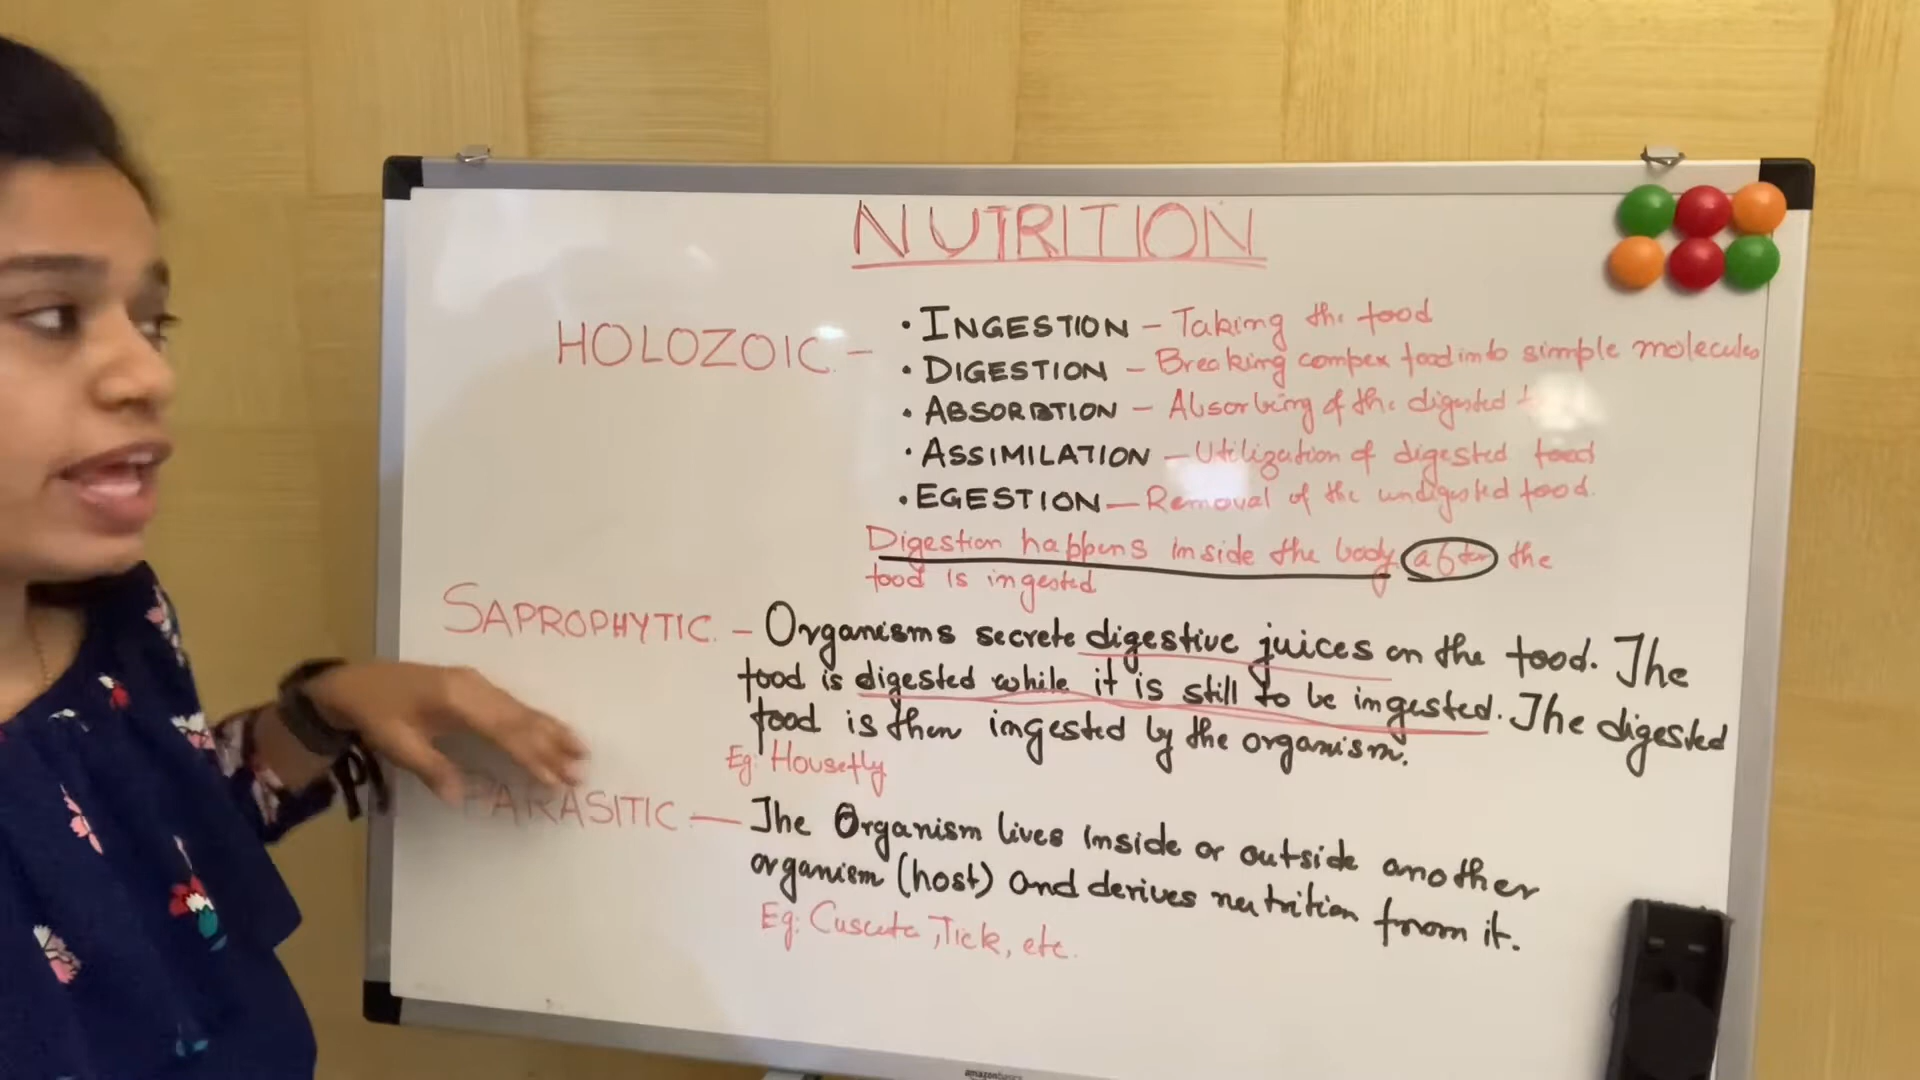 NUTRITION
HOLOZOIC -
• INGESTION - Taking the food
• DIGESTION - Breaking compex food into simple molecules
• ABSORBTION - Absorbing of the digested
• ASSIMILATION - Utilization of digested food
• EGESTION - Removal of the undigested food.
Digestion happens inside the body after the
food is ingested
SAPROPHYTIC. - Organisms secrete digestive juices on the food. The
food is digested while it is still to be ingested. The digested
food is then ingested by the organism.
Eg: Housefly
PARASITIC - The Organism lives inside or outside another
organism (host) and derives nutrition from it.
Eg: Cuscuta, Tick, etc.
amazonbasics